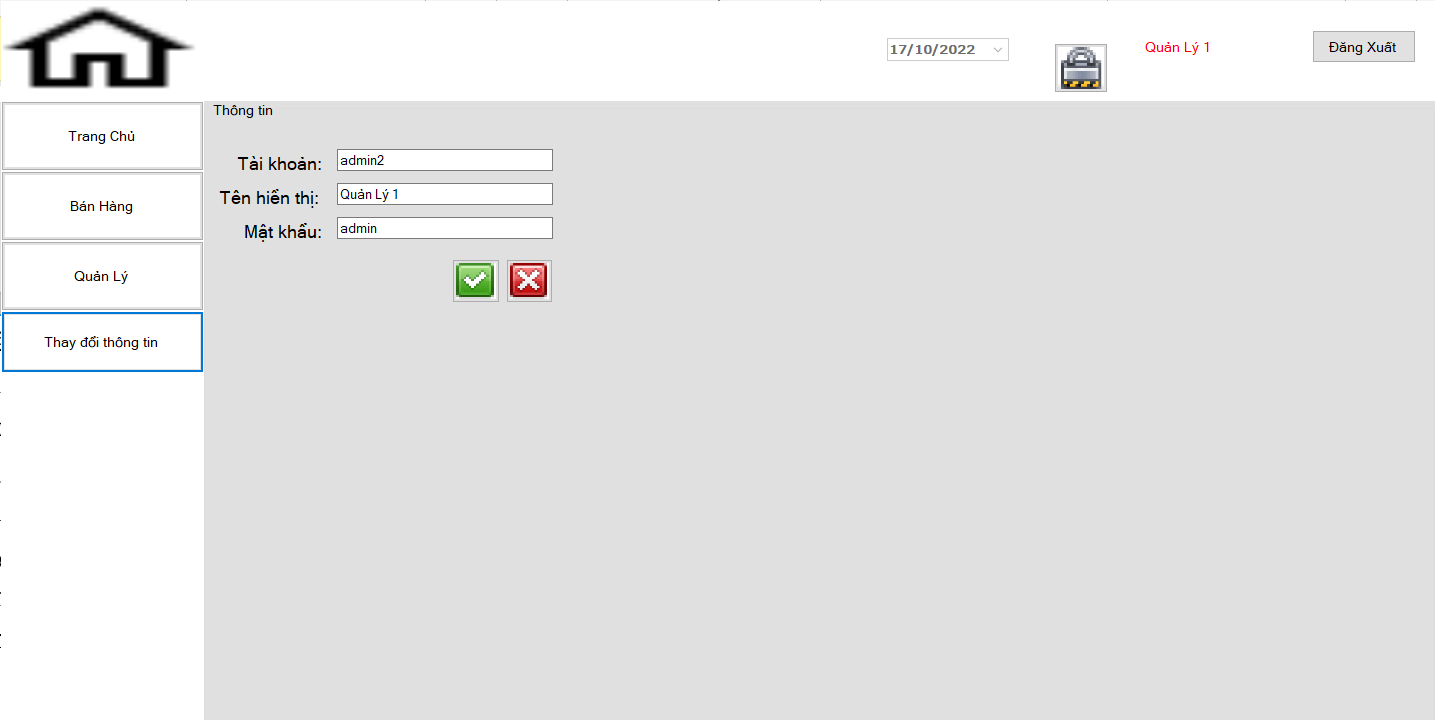 17/10/2022
Quản Lý 1
Đăng Xuất
Trang Chủ
Bán Hàng
Quản Lý
Thay đổi thông tin
Thông tin
Tài khoản: admin2
Tên hiển thị: Quản Lý 1
Mật khẩu: admin